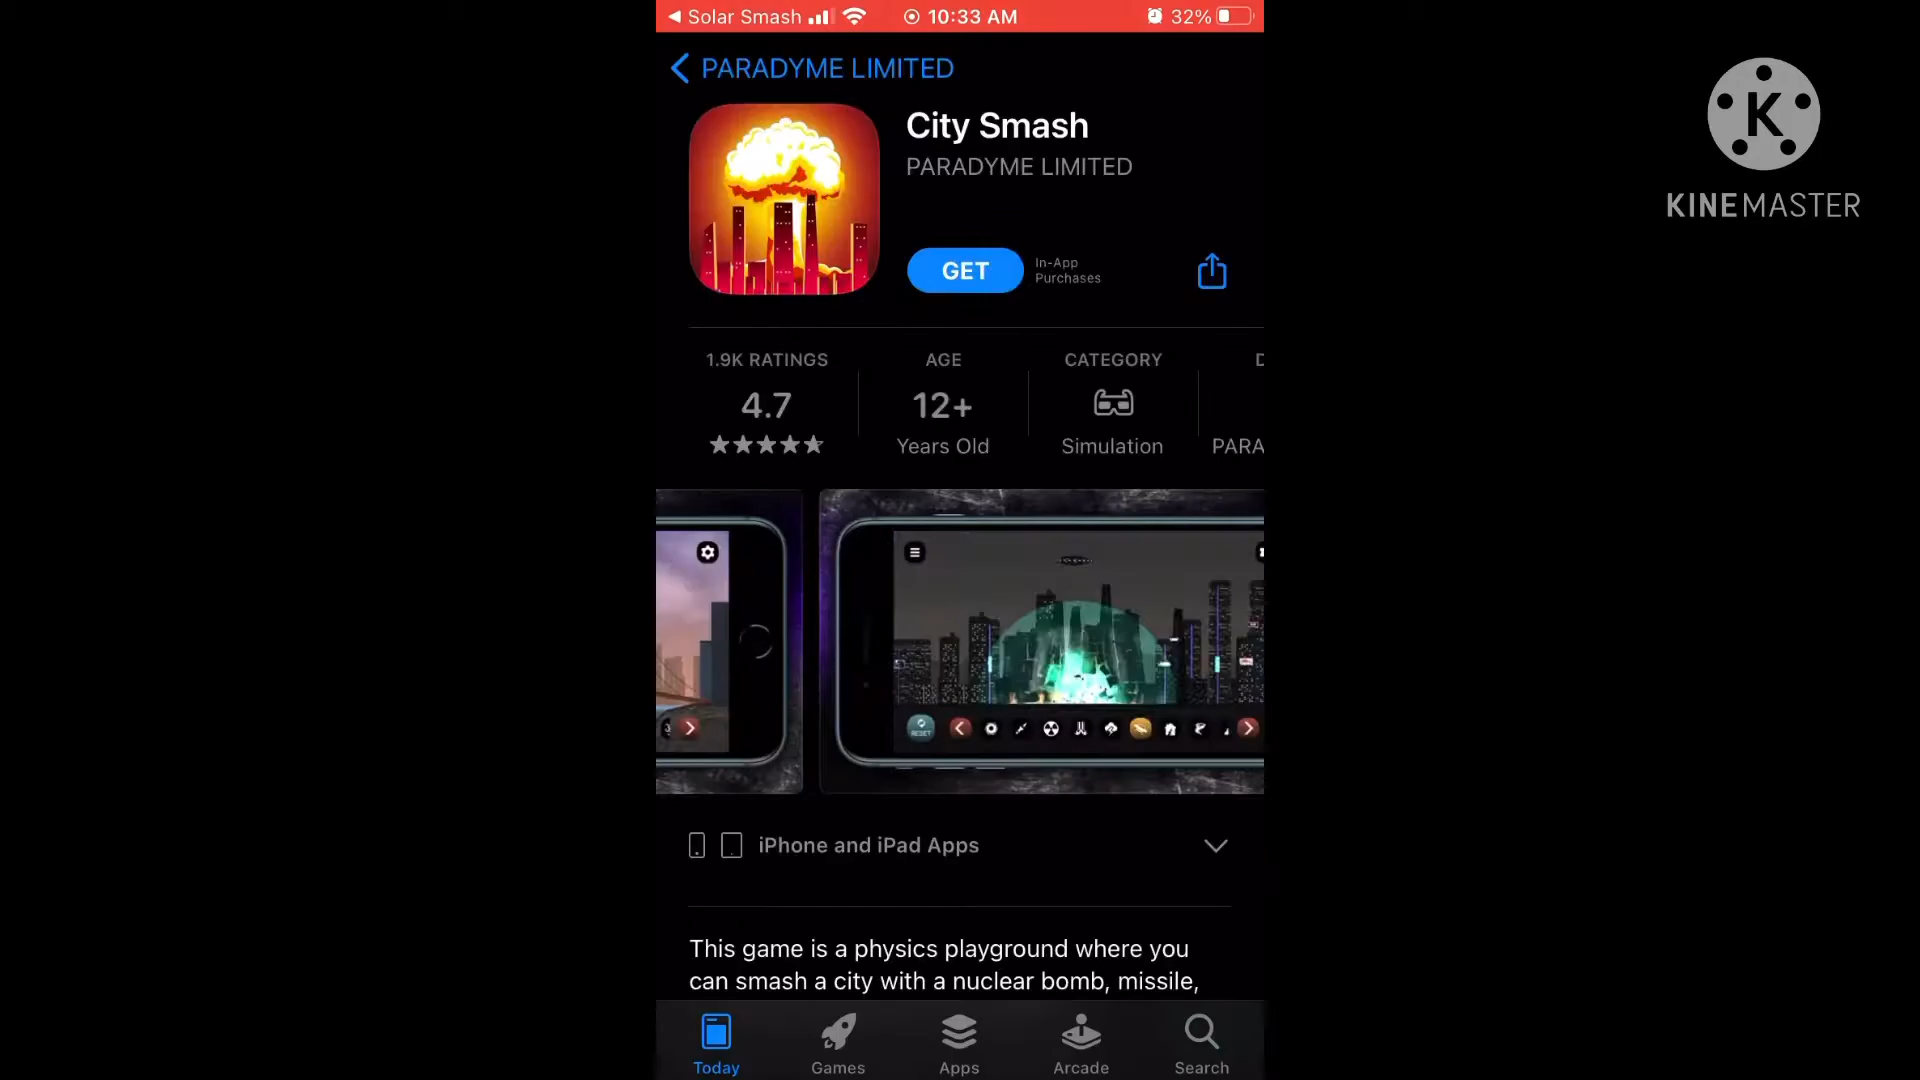 Solar Smash
10:33 AM
32%
PARADYME LIMITED
K
KINEMASTER
City Smash
PARADYME LIMITED
GET
In-App
Purchases
1.9K RATINGS
AGE
CATEGORY
D
4.7
12+
Years Old
Simulation
PARA
RESET
iPhone and iPad Apps
This game is a physics playground where you
can smash a city with a nuclear bomb, missile,
Today
Games
Apps
Arcade
Search